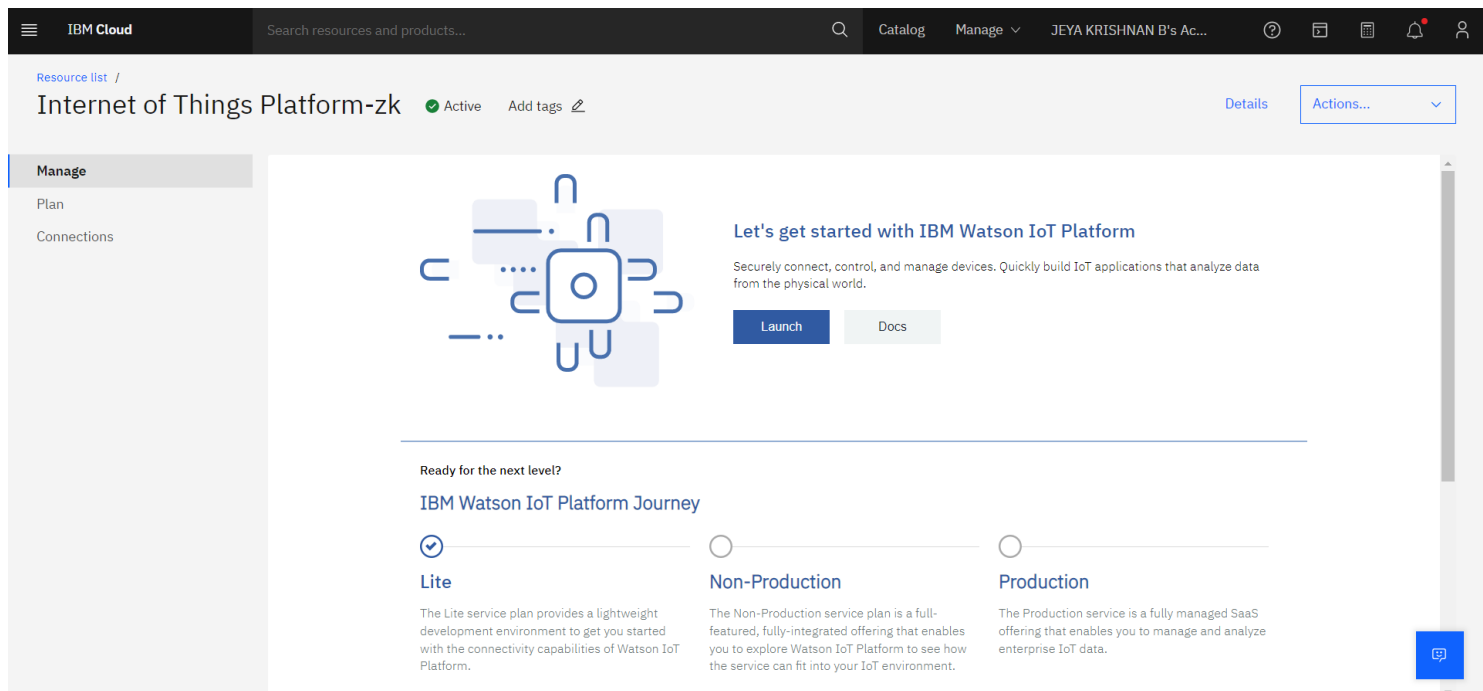 IBM Cloud
Search resources and products...
Catalog
Manage
JEYA KRISHNAN B's Ac...
Resource list /
Internet of Things Platform-zk
Active
Add tags
Details
Actions...
Manage
Plan
Connections
Let's get started with IBM Watson IoT Platform
Securely connect, control, and manage devices. Quickly build IoT applications that analyze data
from the physical world.
Launch
Docs
Ready for the next level?
IBM Watson IoT Platform Journey
Lite
The Lite service plan provides a lightweight
development environment to get you started
with the connectivity capabilities of Watson IoT
Platform.
Non-Production
The Non-Production service plan is a full-
featured, fully-integrated offering that enables
you to explore Watson IoT Platform to see how
the service can fit into your IoT environment.
Production
The Production service is a fully managed SaaS
offering that enables you to manage and analyze
enterprise IoT data.